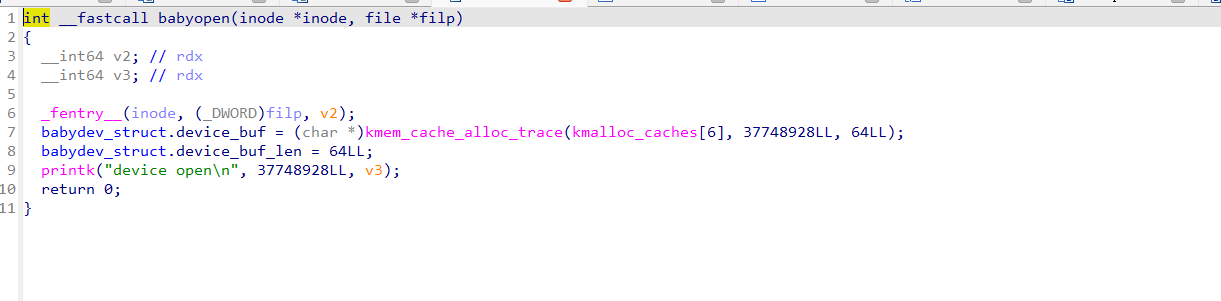 1 int __fastcall babyopen(inode *inode, file *filp)
2 {
3   __int64 v2; // rdx
4   __int64 v3; // rdx
5
6   _fentry__(inode, (_DWORD)filp, v2);
7   babydev_struct.device_buf = (char *)kmem_cache_alloc_trace(kmalloc_caches[6], 37748928LL, 64LL);
8   babydev_struct.device_buf_len = 64LL;
9   printk("device open\n", 37748928LL, v3);
10   return 0;
11 }